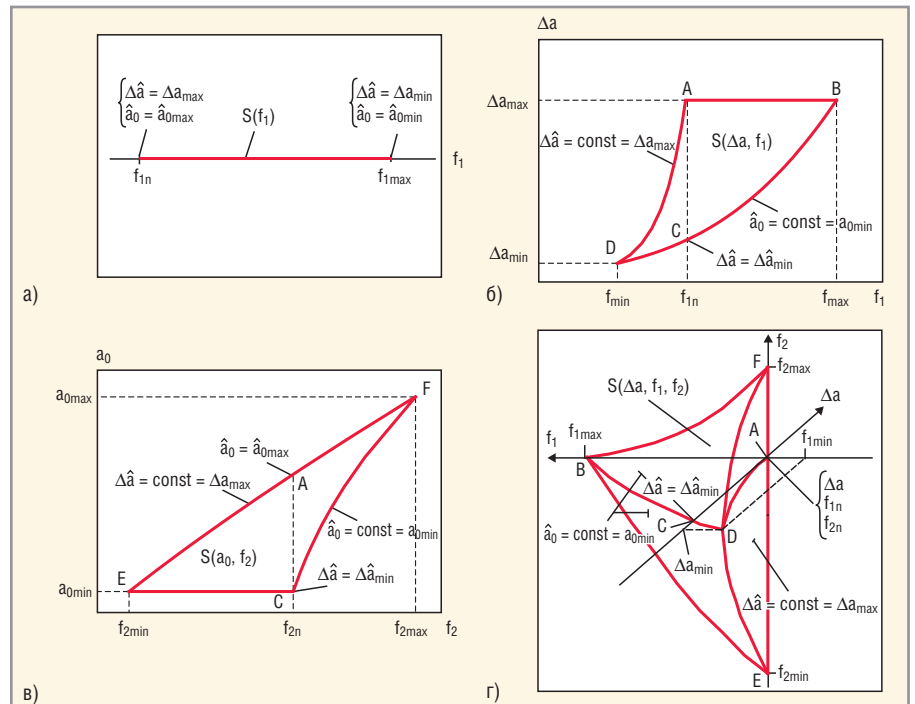 Δâ = Δa_max
â_0 = â_0max
S(f_1)
Δâ = Δa_min
â_0 = â_0min
f_1n
f_1max
f_1
а)
Δa
Δa_max
A
B
Δâ = const = Δa_max
S(Δa, f_1)
â_0 = const = a_0min
C
D
Δâ = Δâ_min
Δa_min
f_min
f_1n
f_max
f_1
б)
a_0
a_0max
F
â_0 = â_0max
Δâ = const = Δa_max
A
â_0 = const = a_0min
S(a_0, f_2)
E
Δâ = Δâ_min
a_0min
C
f_2min
f_2n
f_2max
f_2
в)
f_2
F
f_2max
S(Δa, f_1, f_2)
Δa
A
f_1
f_1max
f_1min
B
Δâ = Δâ_min
Δa
f_1n
f_2n
C
D
â_0 = const = a_0min
Δa_min
Δâ = const = Δa_max
E
f_2min
г)